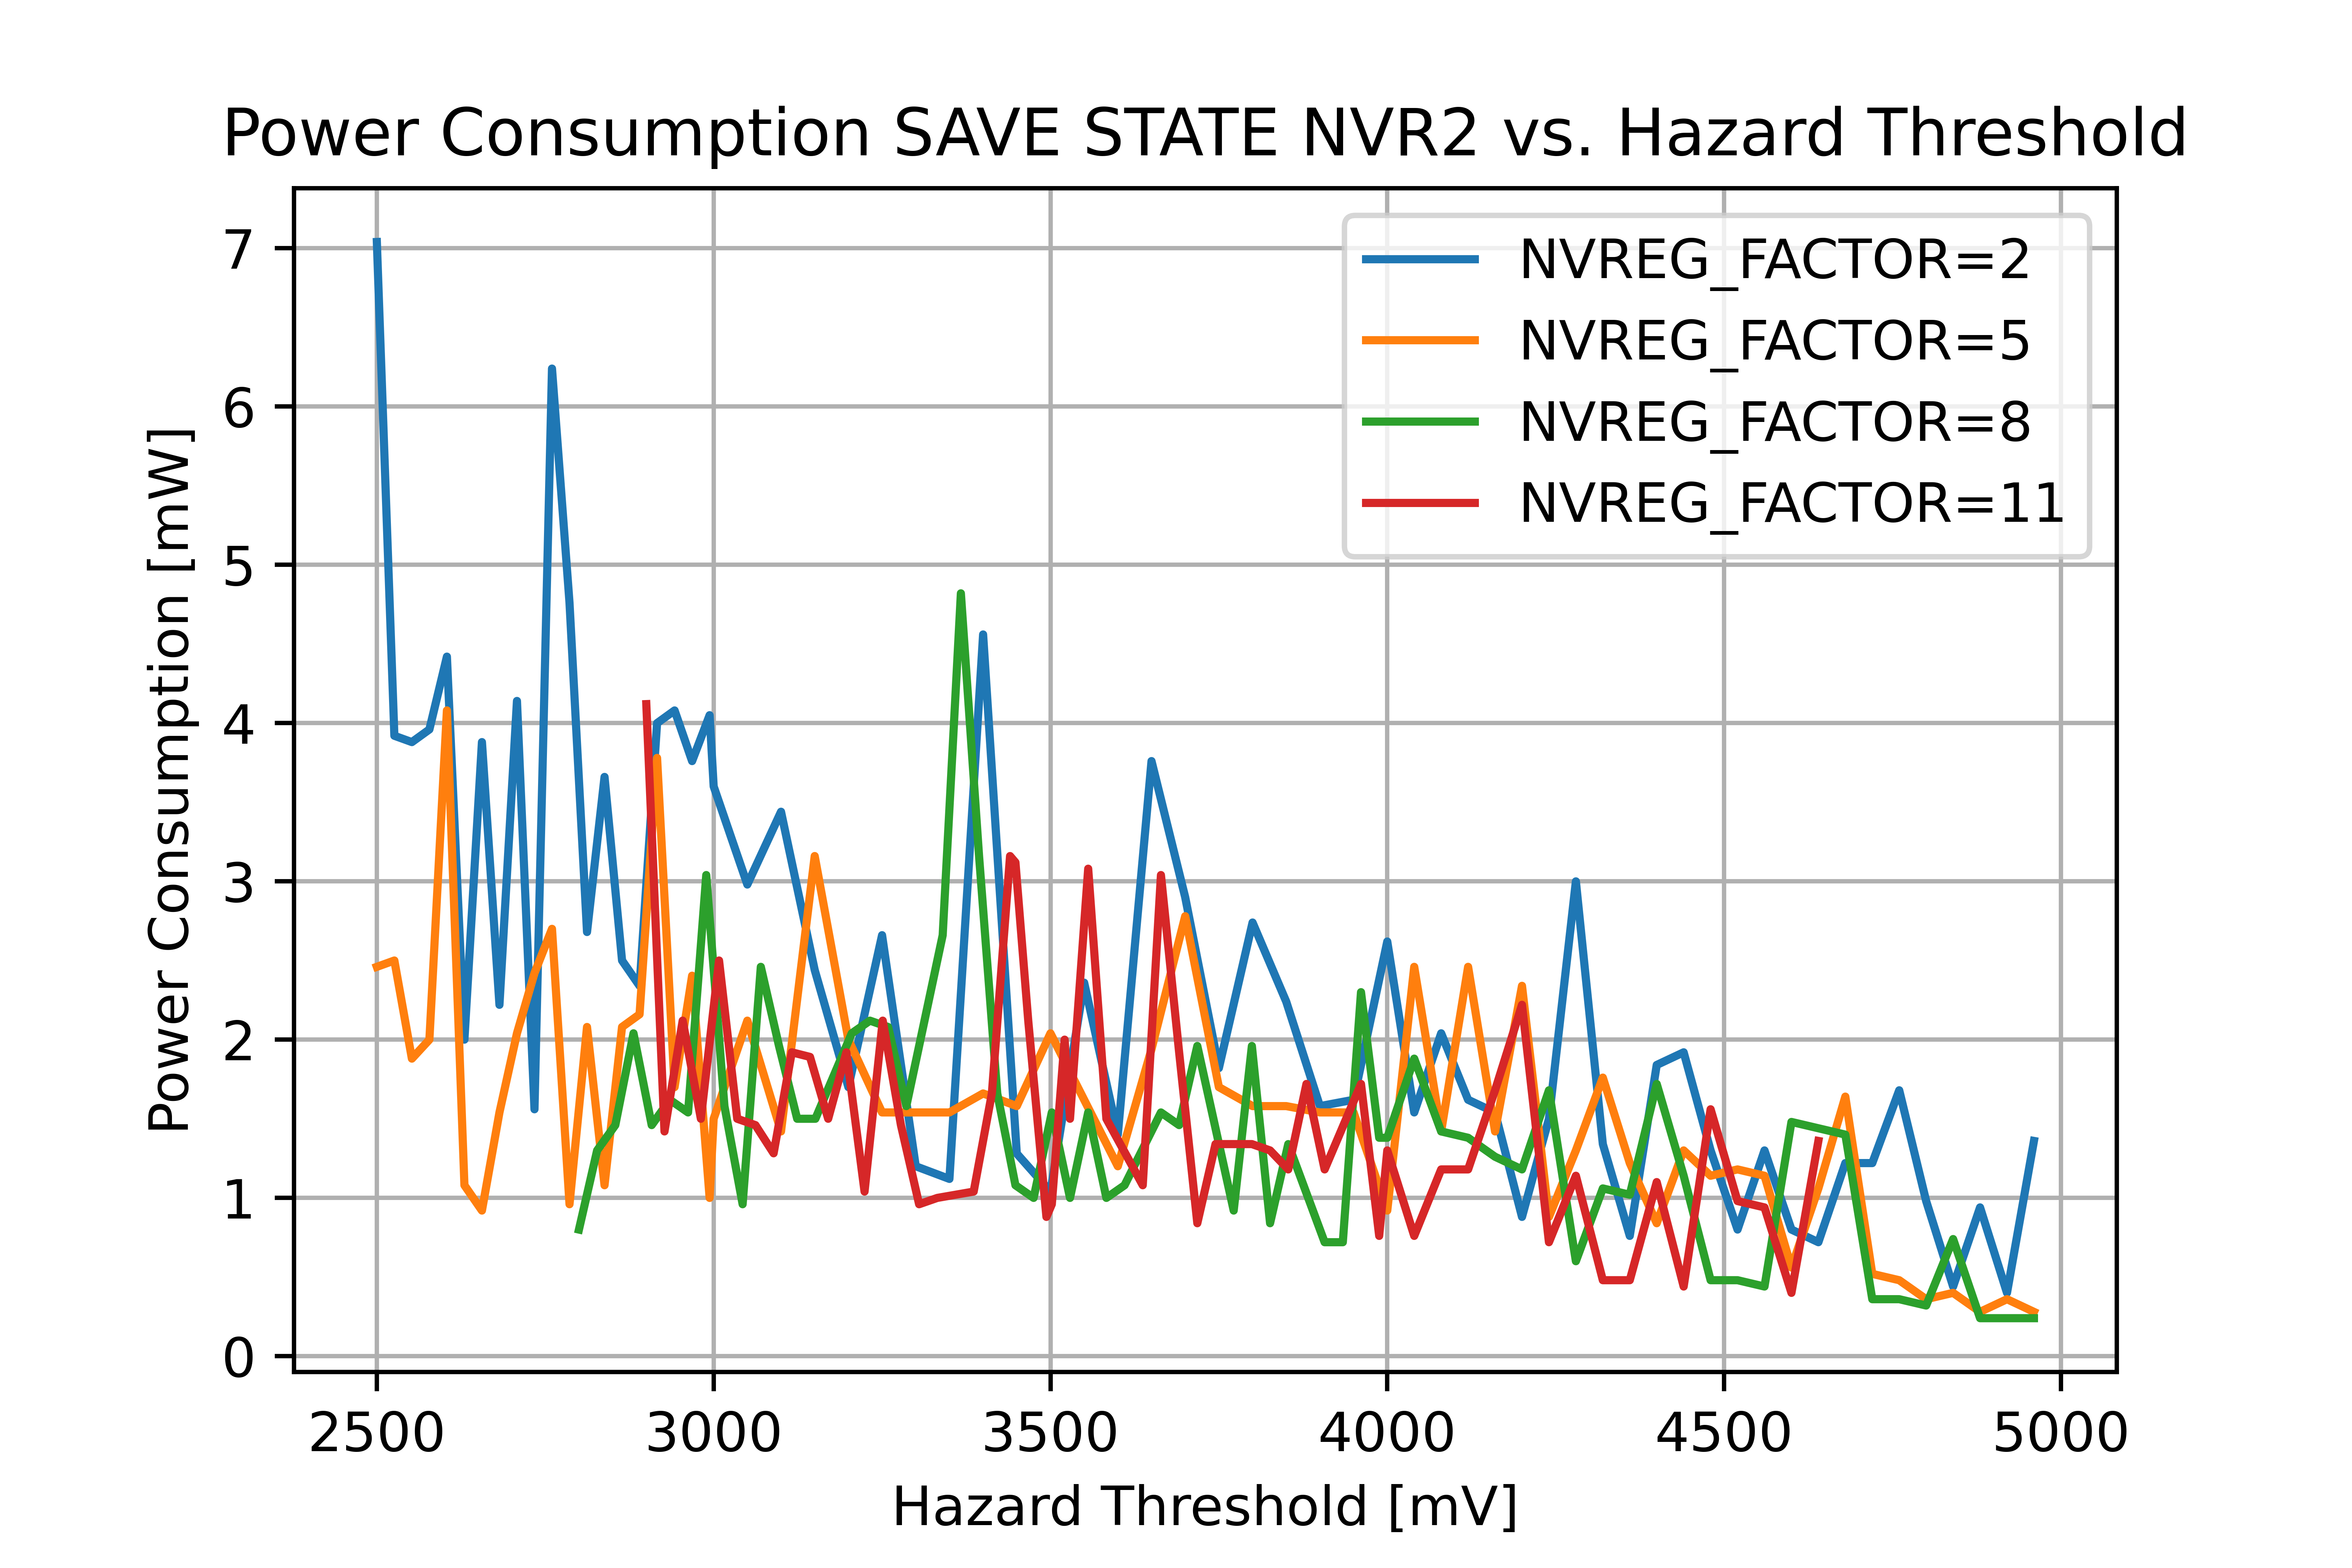 Power Consumption SAVE STATE NVR2 vs. Hazard Threshold
NVREG_FACTOR=2
NVREG_FACTOR=5
NVREG_FACTOR=8
NVREG_FACTOR=11
Power Consumption [mW]
7
6
5
4
3
2
1
0
2500 3000 3500 4000 4500 5000
Hazard Threshold [mV]